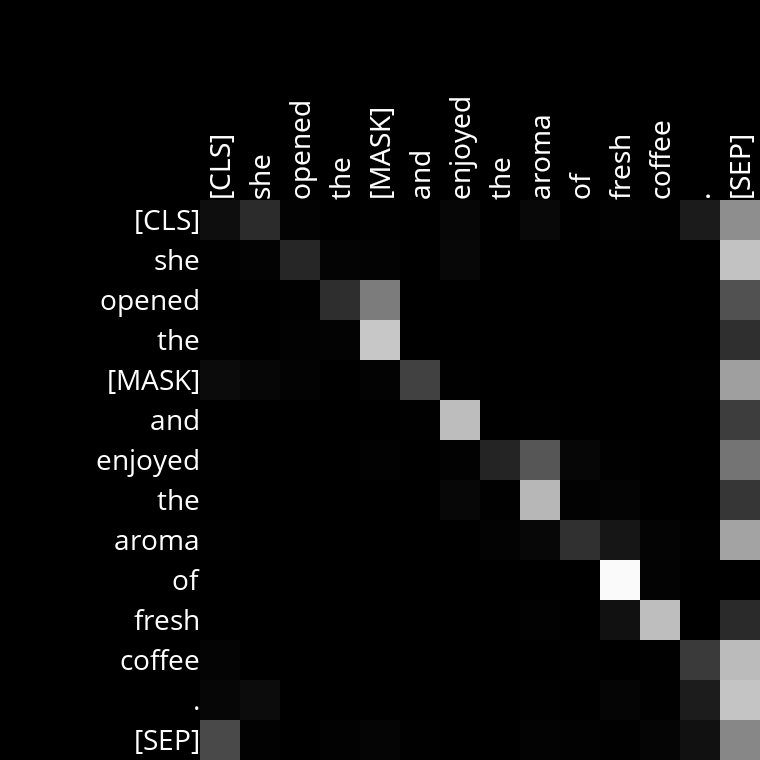 [CLS] she opened the [MASK] and enjoyed the aroma of fresh coffee . [SEP]
[CLS]
she
opened
the
[MASK]
and
enjoyed
the
aroma
of
fresh
coffee
.
[SEP]